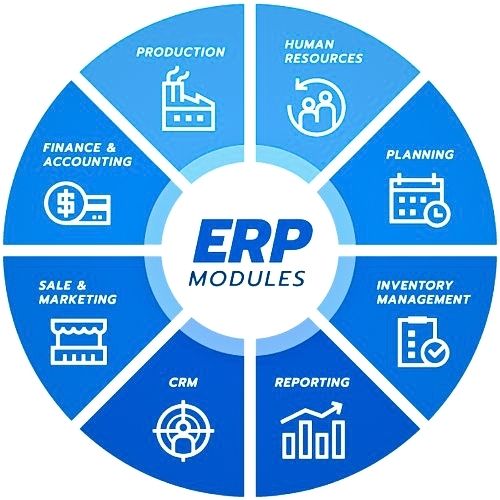 PRODUCTION
HUMAN
RESOURCES
FINANCE &
ACCOUNTING
PLANNING
ERP
MODULES
SALE &
MARKETING
INVENTORY
MANAGEMENT
CRM
REPORTING